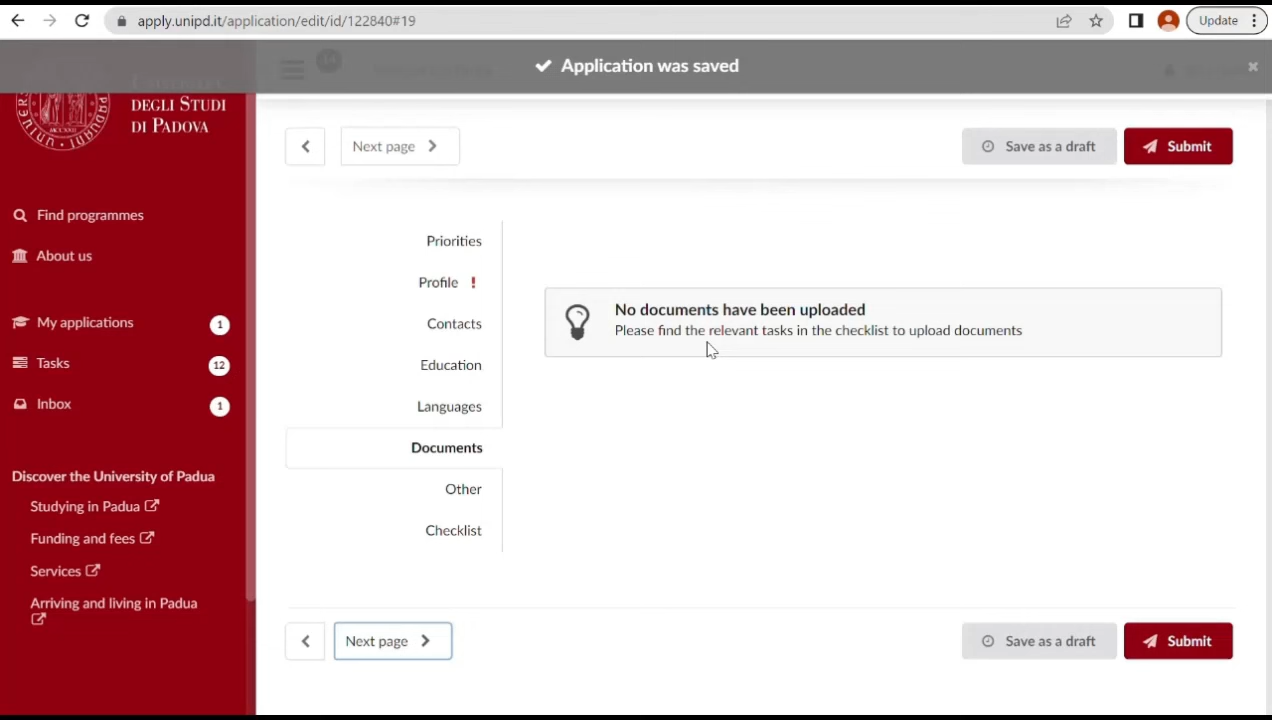 apply.unipd.it/application/edit/id/122840#19
Update
Application was saved
DEGLI STUDI
DI PADOVA
Next page
Save as a draft
Submit
Find programmes
About us
My applications 1
Tasks 12
Inbox 1
Discover the University of Padua
Studying in Padua
Funding and fees
Services
Arriving and living in Padua
Priorities
Profile !
Contacts
Education
Languages
Documents
Other
Checklist
No documents have been uploaded
Please find the relevant tasks in the checklist to upload documents
Next page
Save as a draft
Submit